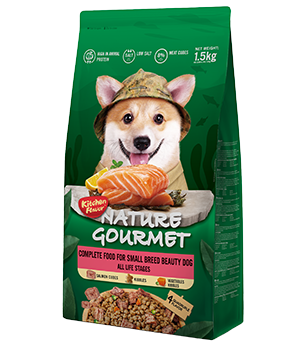 HIGH IN ANIMAL
PROTEIN
LOW SALT
MEAT CUBES
NET WEIGHT:
1.5kg
Kitchen
Flavor
NATURE
GOURMET
COMPLETE FOOD FOR SMALL BREED BEAUTY DOG
ALL LIFE STAGES
SALMON CUBES
KIBBLES
VEGETABLES
KIBBLES
4